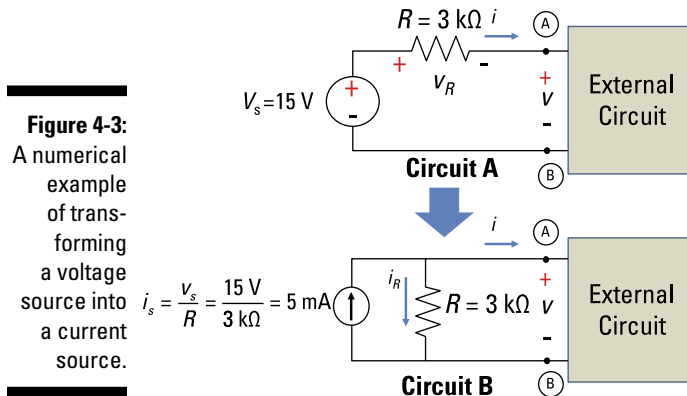 Figure 4-3:
A numerical
example
of trans-
forming
a voltage
source into
a current
source.
R = 3 kΩ
i
A
+
-
v_R
V_s=15 V
+
-
+
v
-
External
Circuit
Circuit A
B
i
A
i_s = v_s/R = 15 V/3 kΩ = 5 mA
i_R
R = 3 kΩ
+
v
-
External
Circuit
Circuit B
B